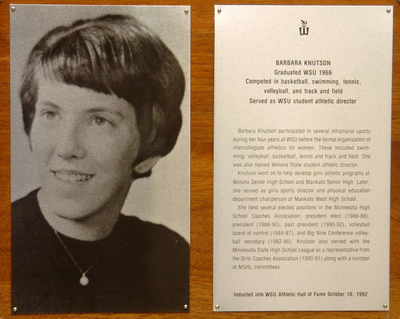 W
BARBARA KNUTSON
Graduated WSU 1966
Competed in basketball, swimming, tennis,
volleyball, and track and field
Served as WSU student athletic director
Barbara Knutson participated in several intramural sports
during her four years at WSU before the formal organization of
intercollegiate athletics for women. These included swim-
ming, volleyball, basketball, tennis and track and field. She
was also named Winona State student athletic director.
Knutson went on to help develop girls athletic programs at
Winona Senior High School and Mankato Senior High. Later,
she served as girls sports director and physical education
department chairperson at Mankato West High School.
She held several elected positions in the Minnesota High
School Coaches Association: president elect (1986-88),
president (1988-90), past president (1990-92), volleyball
board of control (1984-87), and Big Nine Conference volley-
ball secretary (1982-86). Knutson also served with the
Minnesota State High School League as a representative from
the Girls Coaches Association (1990-91) along with a number
of MSHL committees.
Inducted into WSU Athletic Hall of Fame October 10, 1992